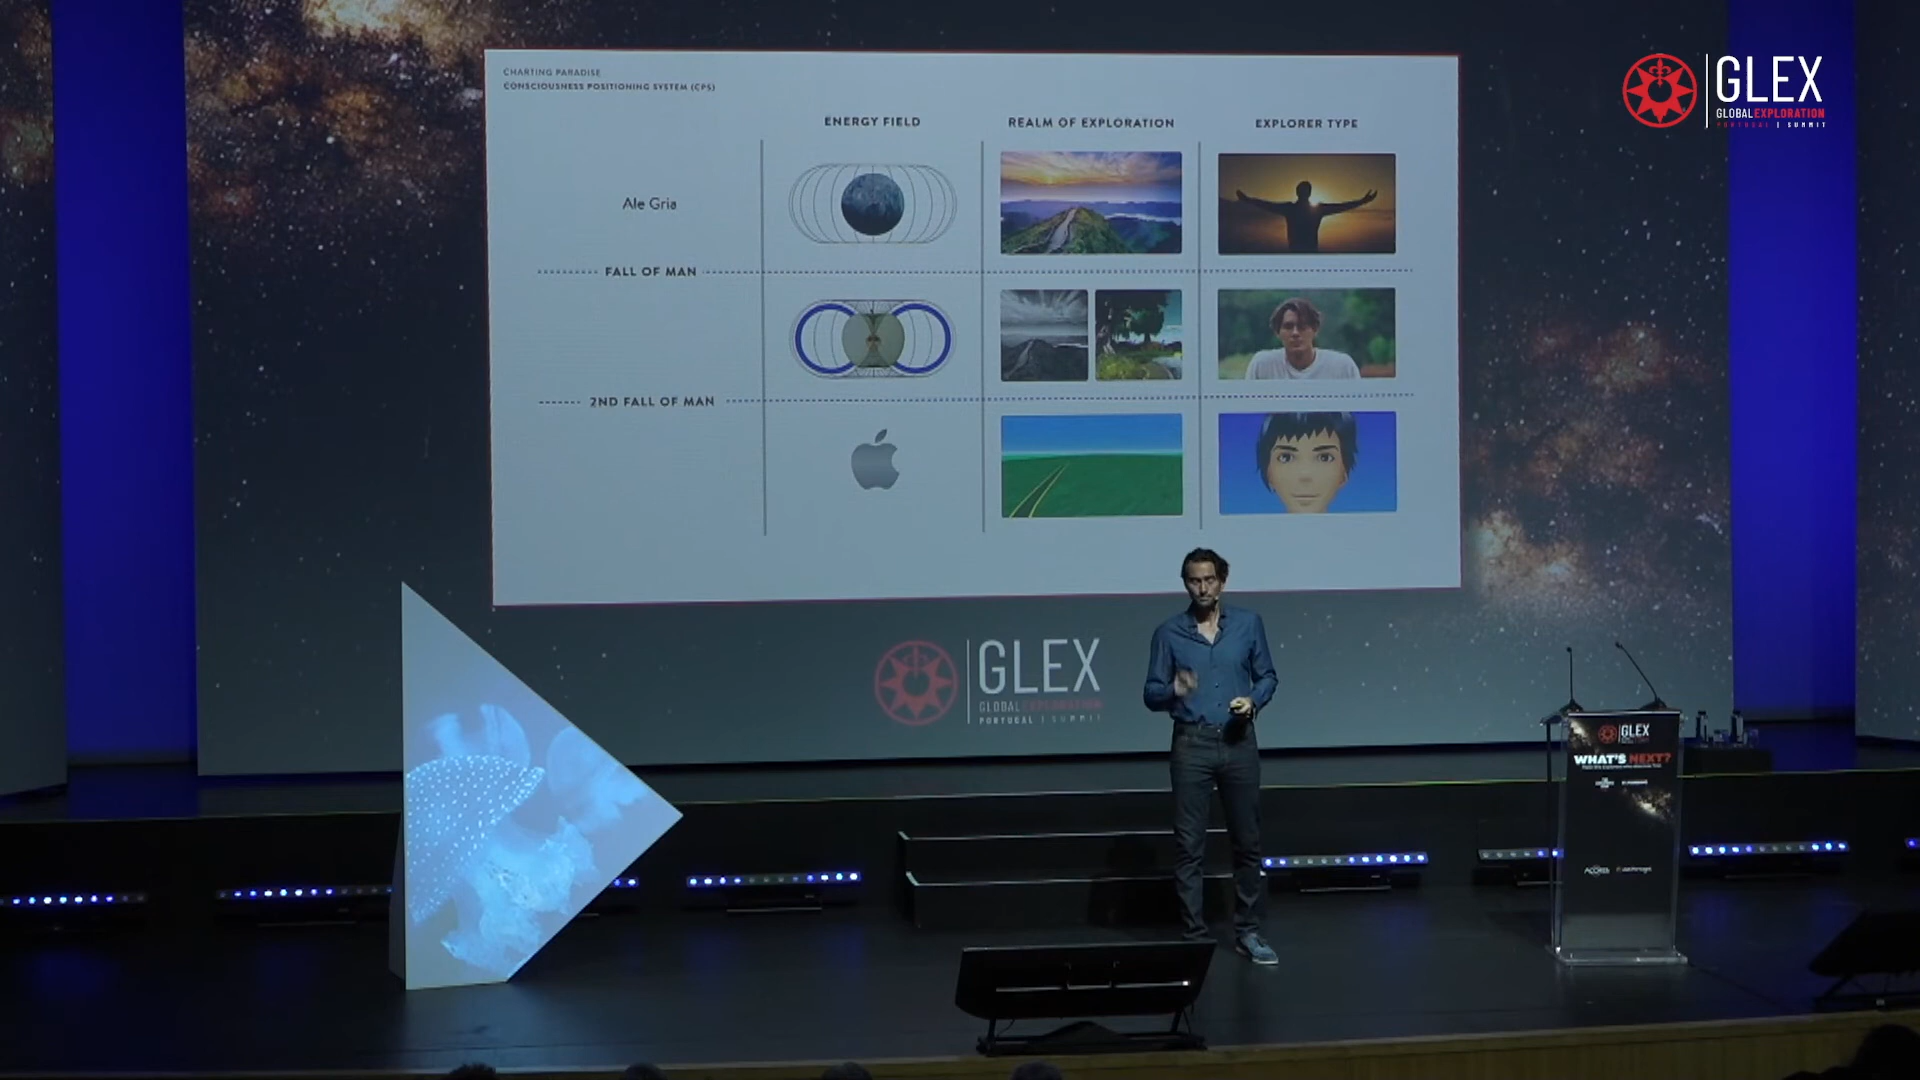 CHARTING PARADISE
CONSCIOUSNESS POSITIONING SYSTEM (CPS)
ENERGY FIELD
REALM OF EXPLORATION
EXPLORER TYPE
Ale Gria
FALL OF MAN
2ND FALL OF MAN
GLEX
GLOBAL EXPLORATION
PORTUGAL | SUMMIT
GLEX
GLOBAL EXPLORATION
PORTUGAL | SUMMIT
GLEX
WHAT'S NEXT?